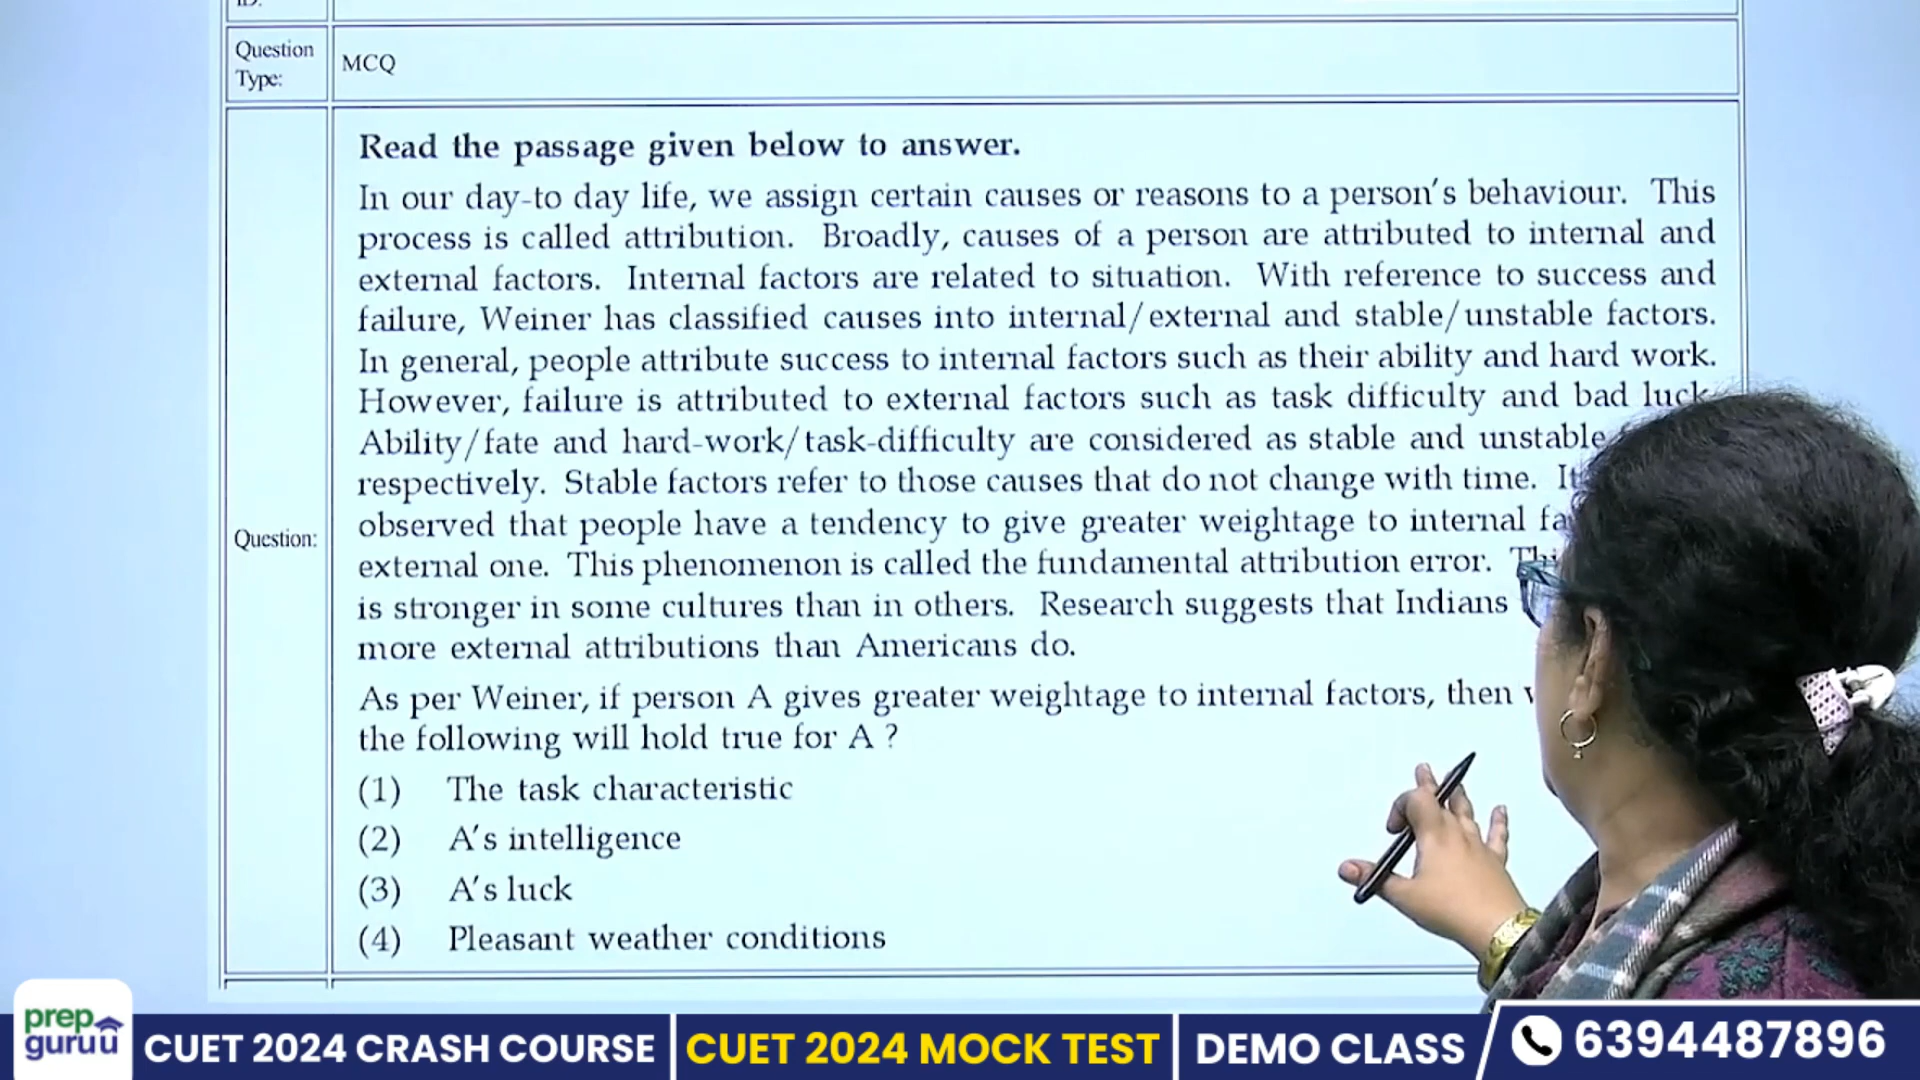 ID:
Question
Type:
MCQ
Question:
Read the passage given below to answer.
In our day-to day life, we assign certain causes or reasons to a person's behaviour. This
process is called attribution. Broadly, causes of a person are attributed to internal and
external factors. Internal factors are related to situation. With reference to success and
failure, Weiner has classified causes into internal/external and stable/unstable factors.
In general, people attribute success to internal factors such as their ability and hard work.
However, failure is attributed to external factors such as task difficulty and bad luck.
Ability/fate and hard-work/task-difficulty are considered as stable and unstable
respectively. Stable factors refer to those causes that do not change with time. It
observed that people have a tendency to give greater weightage to internal
external one. This phenomenon is called the fundamental attribution error.
is stronger in some cultures than in others. Research suggests that Indians
more external attributions than Americans do.
As per Weiner, if person A gives greater weightage to internal factors, then
the following will hold true for A ?
(1) The task characteristic
(2) A's intelligence
(3) A's luck
(4) Pleasant weather conditions
prep
guruu
CUET 2024 CRASH COURSE
CUET 2024 MOCK TEST
DEMO CLASS
6394487896